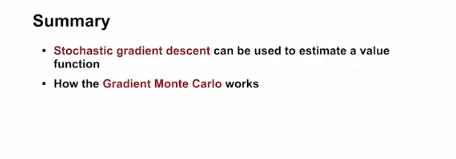 Summary
• Stochastic gradient descent can be used to estimate a value
function
• How the Gradient Monte Carlo works